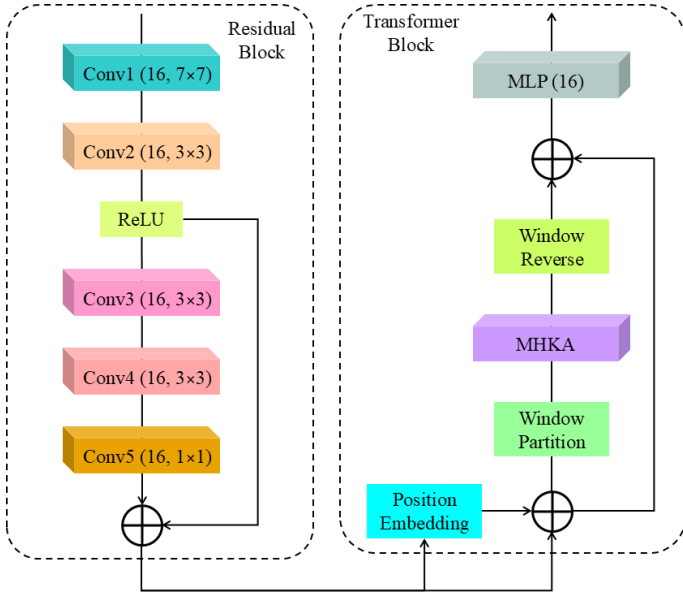 Residual
Block
Conv1 (16, 7×7)
Conv2 (16, 3×3)
ReLU
Conv3 (16, 3×3)
Conv4 (16, 3×3)
Conv5 (16, 1×1)
Transformer
Block
MLP (16)
Window
Reverse
MHKA
Window
Partition
Position
Embedding